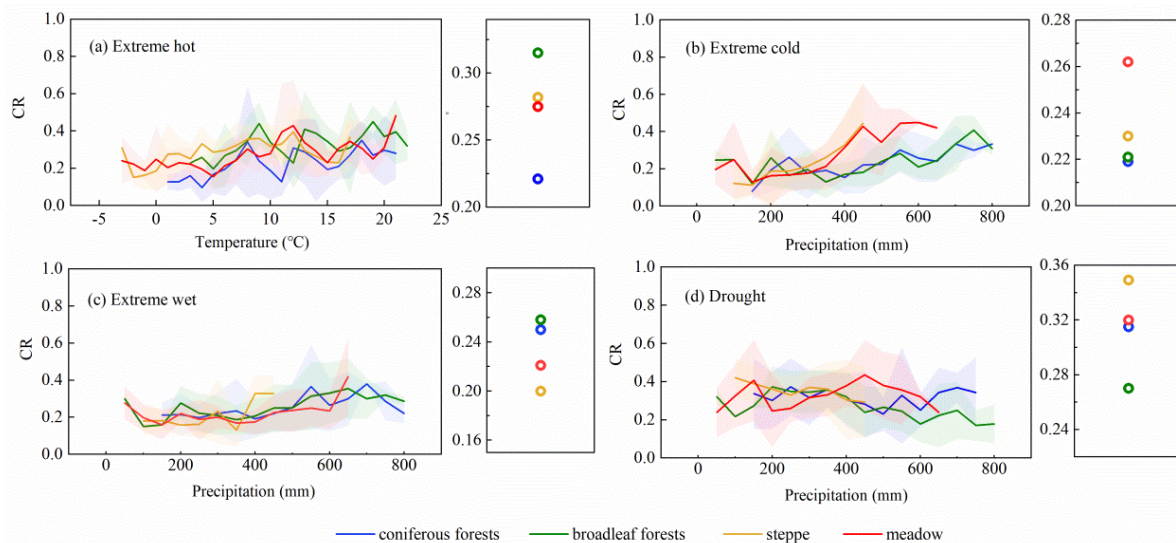 (a) Extreme hot
CR
1.0
0.8
0.6
0.4
0.2
0.0
-5 0 5 10 15 20 25
Temperature (℃)
0.30
0.25
0.20
(b) Extreme cold
CR
1.0
0.8
0.6
0.4
0.2
0.0
0 200 400 600 800
Precipitation (mm)
0.28
0.26
0.24
0.22
0.20
(c) Extreme wet
CR
1.0
0.8
0.6
0.4
0.2
0.0
0 200 400 600 800
Precipitation (mm)
0.28
0.24
0.20
0.16
(d) Drought
CR
1.0
0.8
0.6
0.4
0.2
0.0
0 200 400 600 800
Precipitation (mm)
0.36
0.32
0.28
0.24
coniferous forests broadleaf forests steppe meadow